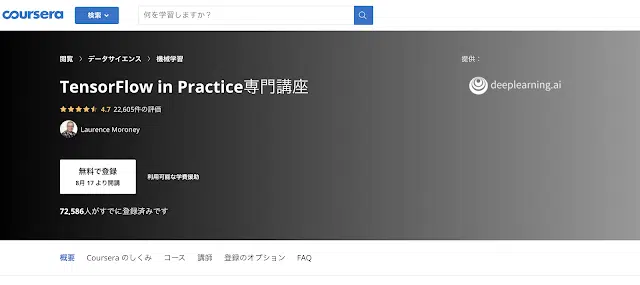 coursera
検索
何を学習しますか？
閲覧 > データサイエンス > 機械学習
提供：
TensorFlow in Practice専門講座
deeplearning.ai
4.7 22,605件の評価
Laurence Moroney
無料で登録
8月 17 より開講
利用可能な学費援助
72,586人がすでに登録済みです
概要 Coursera のしくみ コース 講師 登録のオプション FAQ